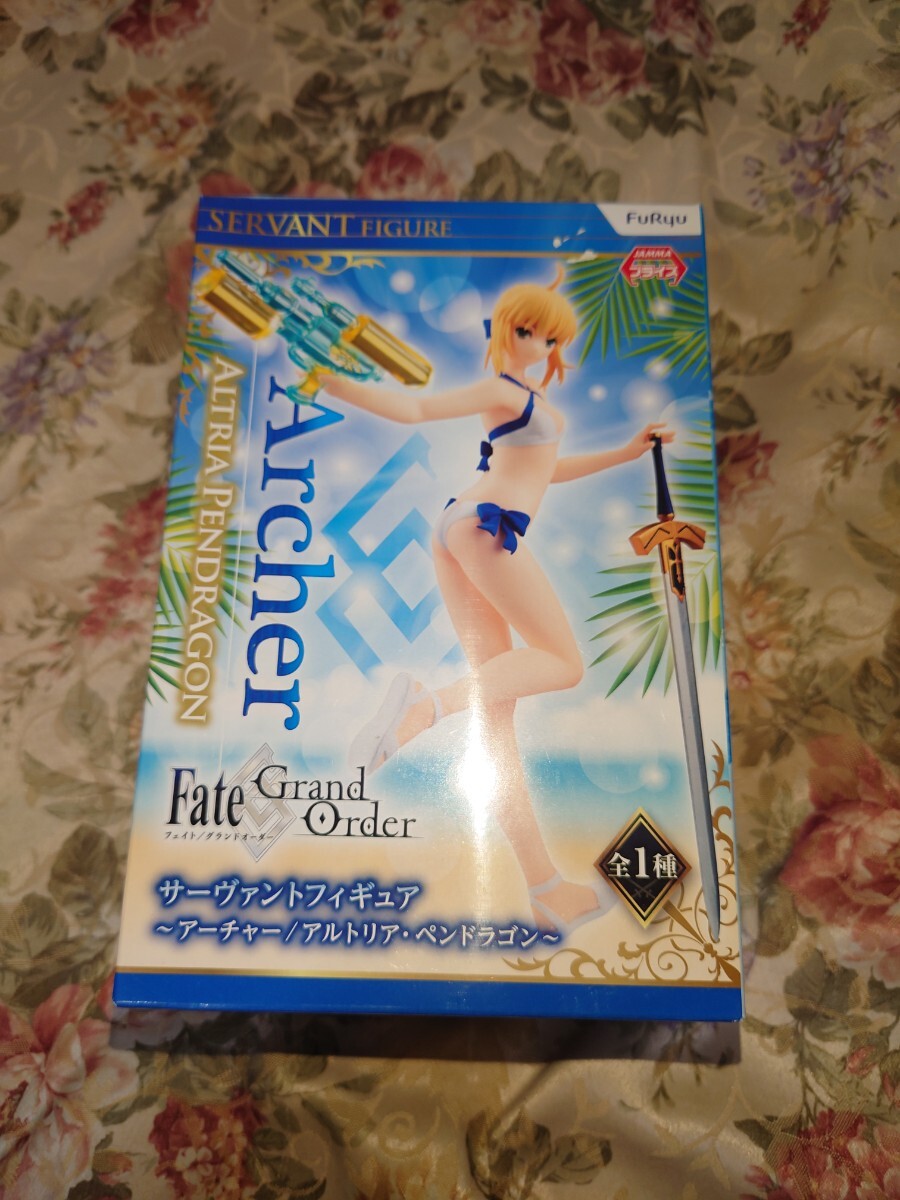 SERVANT FIGURE
FuRyu
JAMMA
プライズ
Archer
ALTRIA PENDRAGON
Fate
Grand
Order
フェイト/グランドオーダー
全1種
サーヴァントフィギュア
～アーチャー/アルトリア・ペンドラゴン～